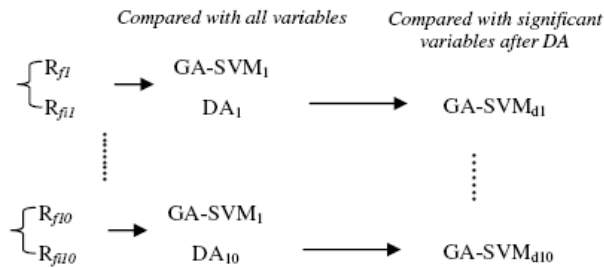 Compared with all variables
Compared with significant
variables after DA
R_f1
GA-SVM_1
R_fi1
DA_1
GA-SVM_d1
R_f10
GA-SVM_1
R_fi10
DA_10
GA-SVM_d10